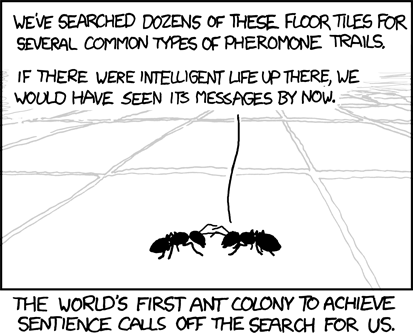 WE'VE SEARCHED DOZENS OF THESE FLOOR TILES FOR
SEVERAL COMMON TYPES OF PHEROMONE TRAILS.
IF THERE WERE INTELLIGENT LIFE UP THERE, WE
WOULD HAVE SEEN ITS MESSAGES BY NOW.
THE WORLD'S FIRST ANT COLONY TO ACHIEVE
SENTIENCE CALLS OFF THE SEARCH FOR US.